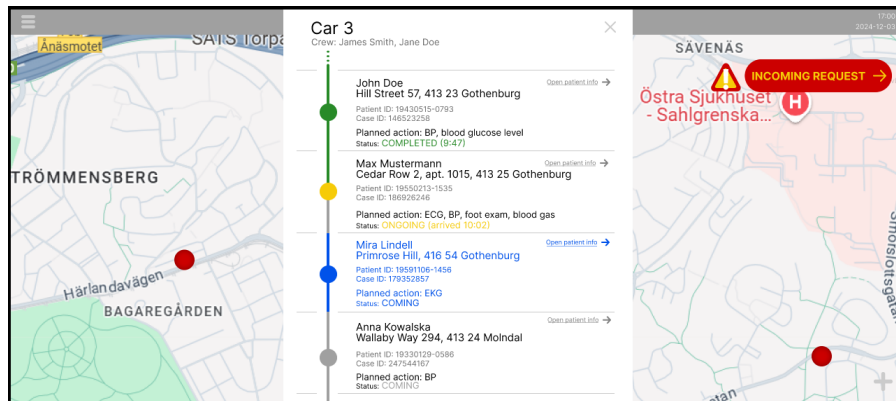 17:00
2024-12-03
Ånäsmotet
SATS Torpa
TRÖMMENSBERG
Härlandavägen
BAGAREGÅRDEN
Car 3
Crew: James Smith, Jane Doe
John Doe
Open patient info →
Hill Street 57, 413 23 Gothenburg
Patient ID: 19430515-0793
Case ID: 146523258
Planned action: BP, blood glucose level
Status: COMPLETED (9:47)
Max Mustermann
Open patient info →
Cedar Row 2, apt. 1015, 413 25 Gothenburg
Patient ID: 19550213-1535
Case ID: 186926246
Planned action: ECG, BP, foot exam, blood gas
Status: ONGOING (arrived 10:02)
Mira Lindell
Open patient info →
Primrose Hill, 416 54 Gothenburg
Patient ID: 19591106-1456
Case ID: 179352857
Planned action: EKG
Status: COMING
Anna Kowalska
Open patient info →
Wallaby Way 294, 413 24 Molndal
Patient ID: 19330129-0586
Case ID: 247544167
Planned action: BP
Status: COMING
SÄVENÄS
INCOMING REQUEST →
Östra Sjukhuset
- Sahlgrenska...
H
Smörslottsgatan